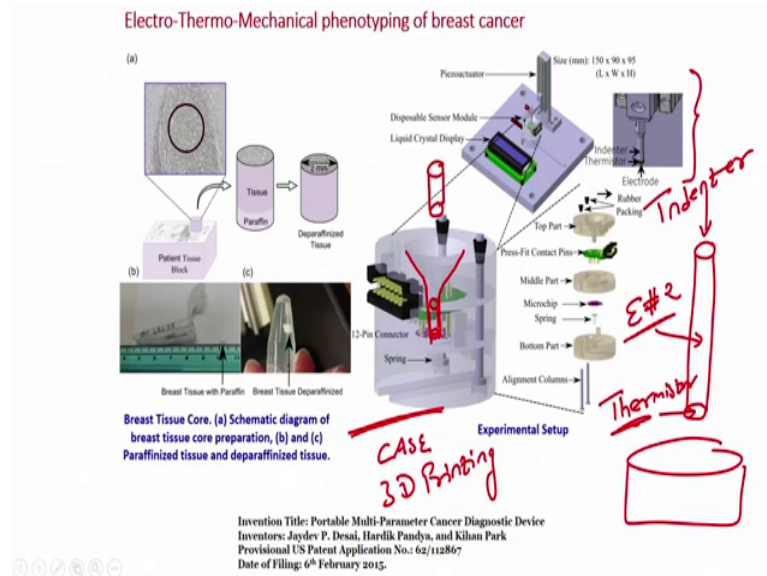 Electro-Thermo-Mechanical phenotyping of breast cancer
(a)
Tissue
Paraffin
2 mm
Deparaffinized
Tissue
Patient Tissue
Block
(b)
(c)
Breast Tissue with Paraffin
Breast Tissue Deparaffinized
Breast Tissue Core. (a) Schematic diagram of
breast tissue core preparation, (b) and (c)
Paraffinized tissue and deparaffinized tissue.
Piezoactuator
Size (mm): 150 x 90 x 95
(L x W x H)
Disposable Sensor Module
Liquid Crystal Display
Indenter
Thermistor
Electrode
Rubber
Packing
Top Part
Press-Fit Contact Pins
Middle Part
Microchip
Spring
Bottom Part
Alignment Columns
12-Pin Connector
Spring
Experimental Setup
Indenter
E#2
Thermistor
CASE
3D Printing
Invention Title: Portable Multi-Parameter Cancer Diagnostic Device
Inventors: Jaydev P. Desai, Hardik Pandya, and Kihan Park
Provisional US Patent Application No.: 62/112867
Date of Filing: 6th February 2015.